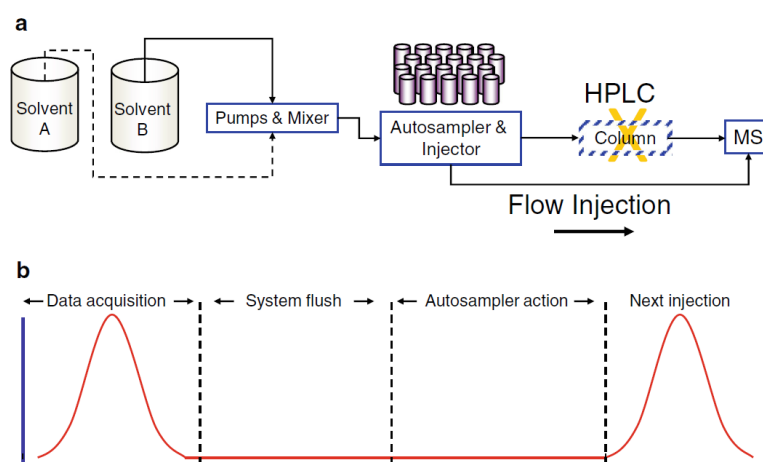 a
Solvent
A
Solvent
B
Pumps & Mixer
Autosampler &
Injector
HPLC
Column
MS
Flow Injection
b
Data acquisition
System flush
Autosampler action
Next injection